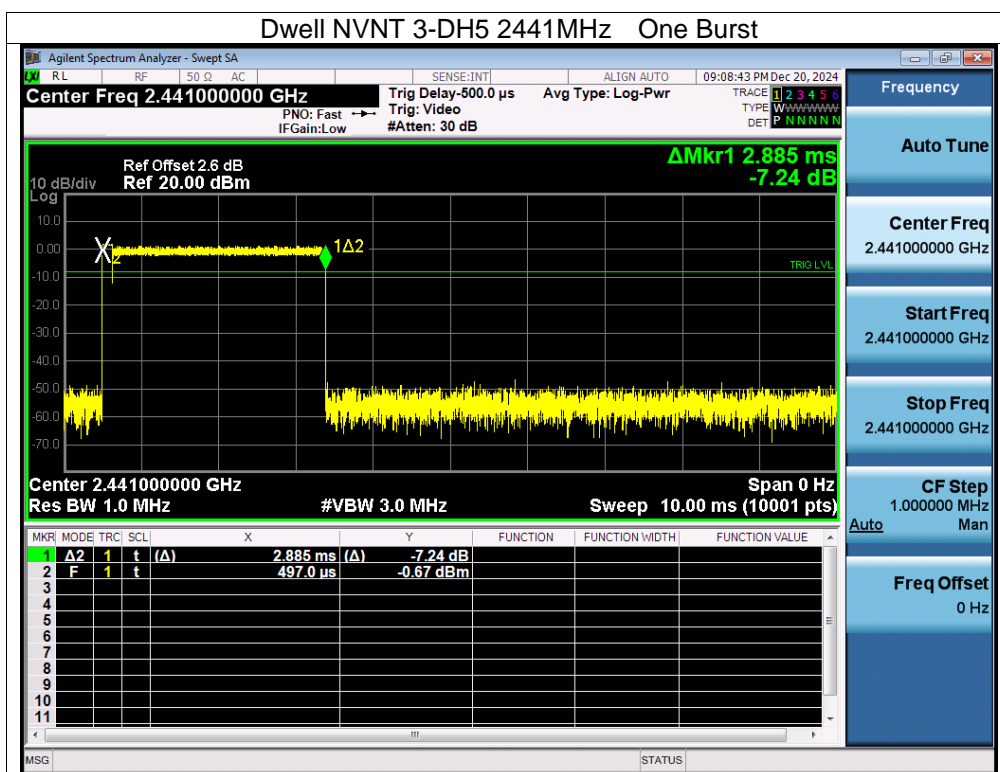 Dwell NVNT 3-DH5 2441MHz One Burst
Agilent Spectrum Analyzer - Swept SA
LXI RL RF 50 Ω AC SENSE:INT ALIGN AUTO 09:08:43 PM Dec 20, 2024
Center Freq 2.441000000 GHz
PNO: Fast
IFGain:Low
Trig Delay-500.0 µs
Trig: Video
#Atten: 30 dB
Avg Type: Log-Pwr
TRACE 1 2 3 4 5 6
TYPE WWWWWW
DET P N N N N N
ΔMkr1 2.885 ms
-7.24 dB
Ref Offset 2.6 dB
10 dB/div Ref 20.00 dBm
Log
10.0
0.00
-10.0
-20.0
-30.0
-40.0
-50.0
-60.0
-70.0
X2
1Δ2
TRIG LVL
Center 2.441000000 GHz Span 0 Hz
Res BW 1.0 MHz #VBW 3.0 MHz Sweep 10.00 ms (10001 pts)
MKR MODE TRC SCL X Y FUNCTION FUNCTION WIDTH FUNCTION VALUE
1 Δ2 1 t (Δ) 2.885 ms (Δ) -7.24 dB
2 F 1 t 497.0 µs -0.67 dBm
3
4
5
6
7
8
9
10
11
MSG STATUS
Frequency
Auto Tune
Center Freq
2.441000000 GHz
Start Freq
2.441000000 GHz
Stop Freq
2.441000000 GHz
CF Step
1.000000 MHz
Auto Man
Freq Offset
0 Hz